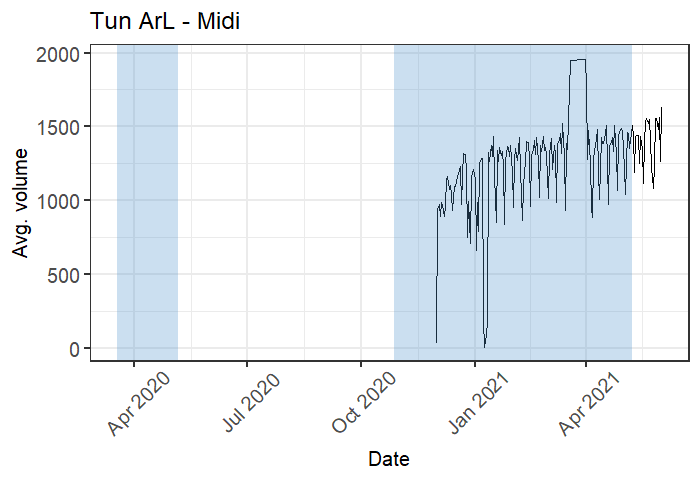 Tun ArL - Midi
2000
1500
1000
500
0
Avg. volume
Apr 2020
Jul 2020
Oct 2020
Jan 2021
Apr 2021
Date